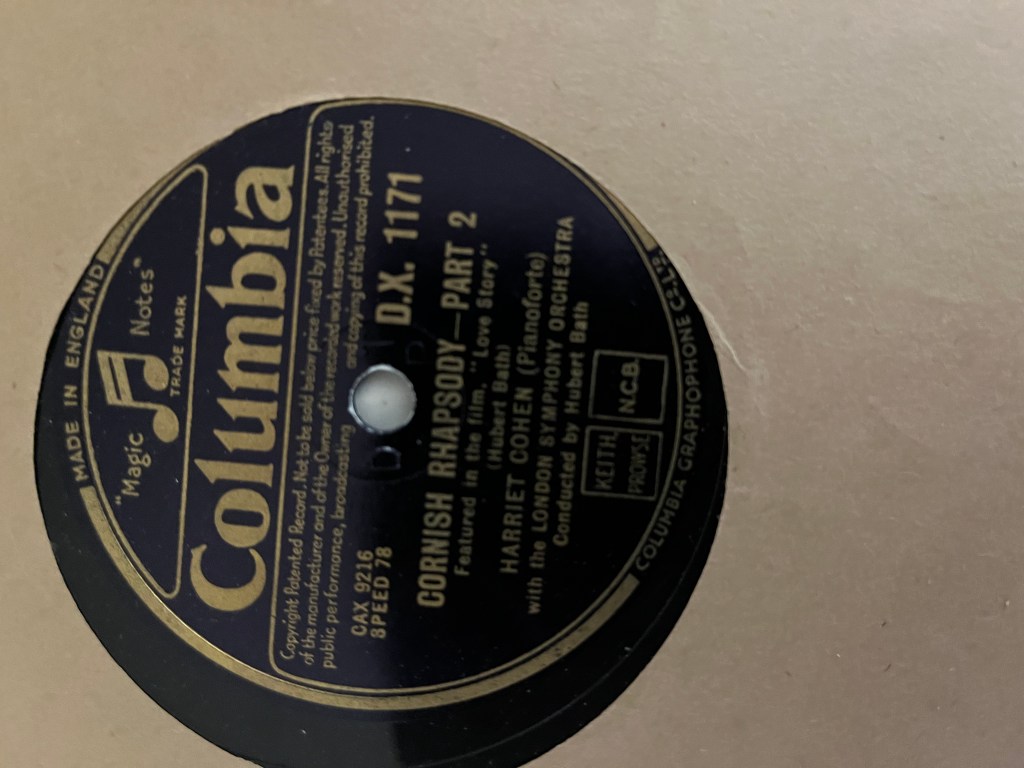 MADE IN ENGLAND
"Magic Notes"
TRADE MARK
Columbia
Copyright. Patented Record. Not to be sold below price fixed by Patentees. All rights
of the manufacturer and of the Owner of the recorded work reserved. Unauthorised
public performance, broadcasting and copying of this record prohibited.
CAX 9216
SPEED 78
D.X. 1171
CORNISH RHAPSODY—PART 2
Featured in the film, "Love Story"
(Hubert Bath)
HARRIET COHEN (Pianoforte)
with the LONDON SYMPHONY ORCHESTRA
Conducted by Hubert Bath
KEITH PROWSE
N.C.B.
COLUMBIA GRAPHOPHONE CO. LTD.